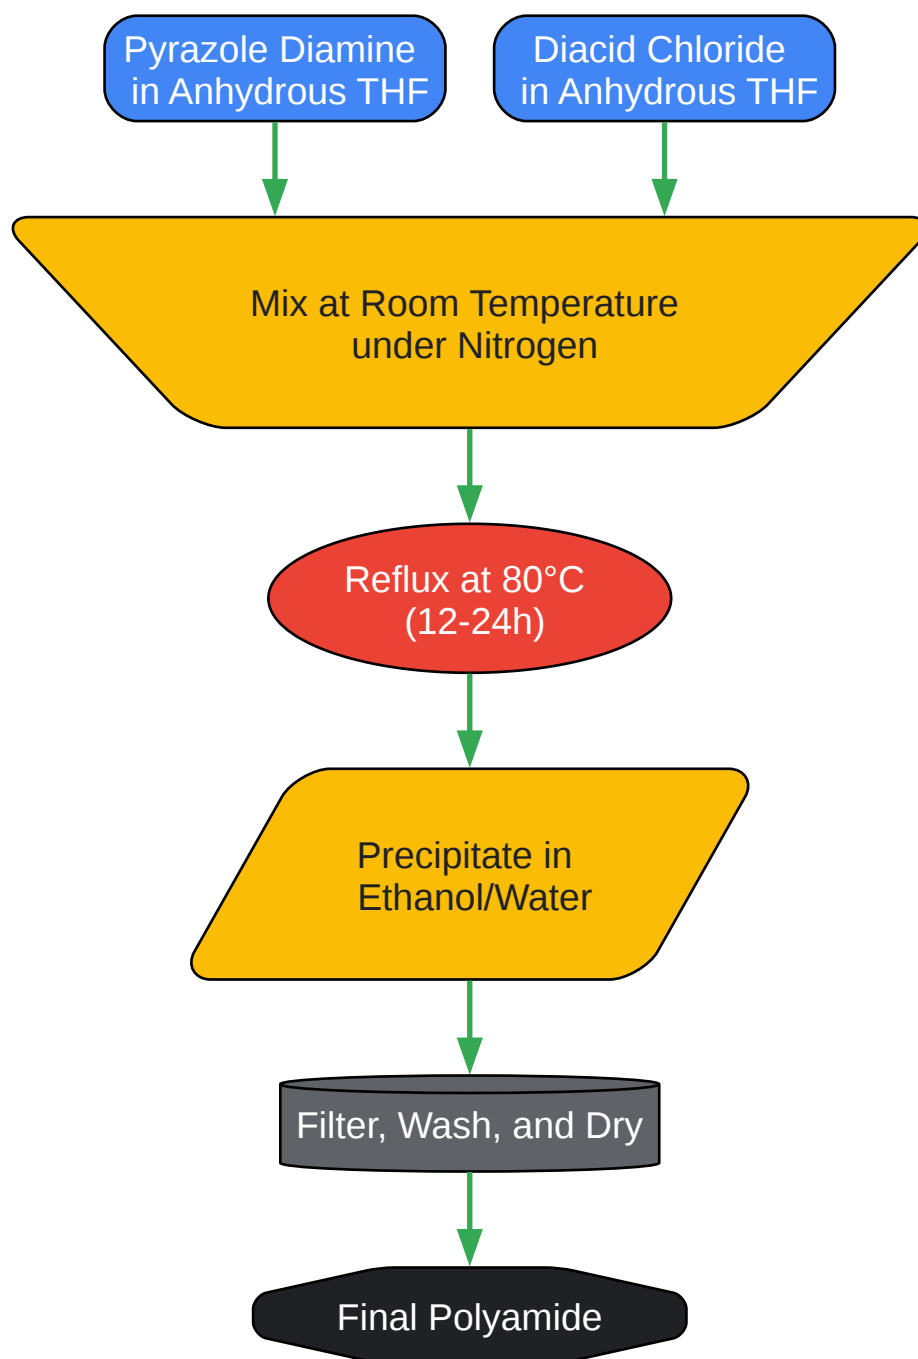 Pyrazole Diamine
in Anhydrous THF
Diacid Chloride
in Anhydrous THF
Mix at Room Temperature
under Nitrogen
Reflux at 80°C
(12-24h)
Precipitate in
Ethanol/Water
Filter, Wash, and Dry
Final Polyamide